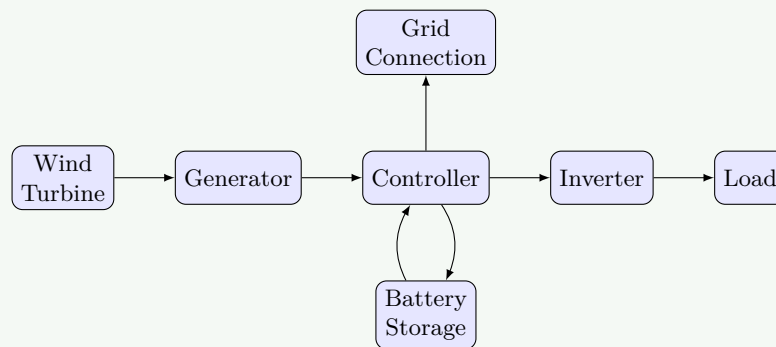 Grid
Connection
Wind
Turbine
Generator
Controller
Inverter
Load
Battery
Storage